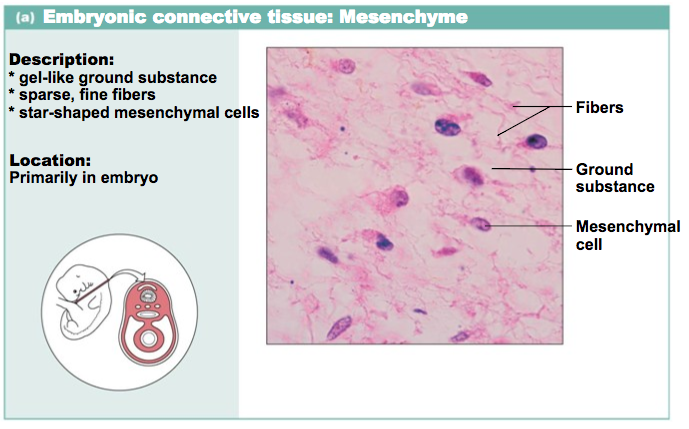 (a) Embryonic connective tissue: Mesenchyme
Description:
* gel-like ground substance
* sparse, fine fibers
* star-shaped mesenchymal cells
Location:
Primarily in embryo
Fibers
Ground
substance
Mesenchymal
cell